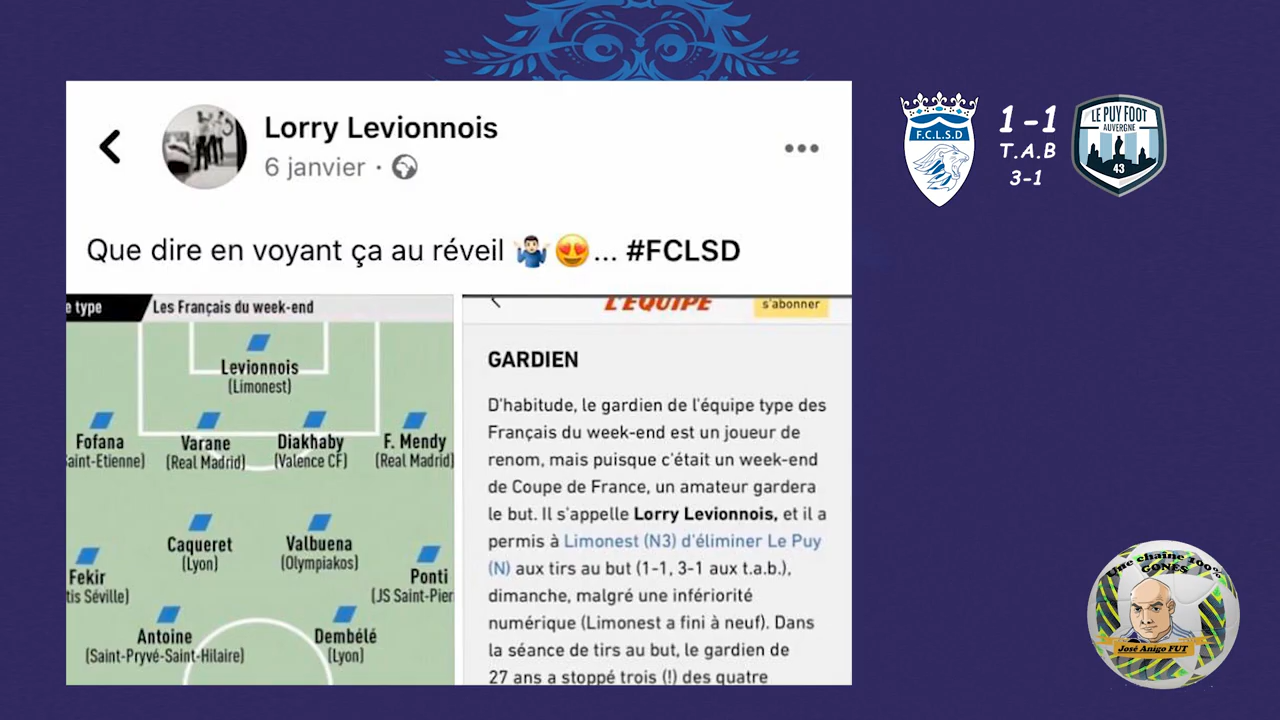 Lorry Levionnois
6 janvier ·
Que dire en voyant ça au réveil 🤷🏻‍♂️😍... #FCLSD
e type
Les Français du week-end
Levionnois
(Limonest)
Fofana
aint-Etienne)
Varane
(Real Madrid)
Diakhaby
(Valence CF)
F. Mendy
(Real Madrid)
Caqueret
(Lyon)
Valbuena
(Olympiakos)
Fekir
tis Séville)
Ponti
(JS Saint-Pier
Antoine
(Saint-Pryvé-Saint-Hilaire)
Dembélé
(Lyon)
L'EQUIPE
s'abonner
GARDIEN
D'habitude, le gardien de l'équipe type des
Français du week-end est un joueur de
renom, mais puisque c'était un week-end
de Coupe de France, un amateur gardera
le but. Il s'appelle Lorry Levionnois, et il a
permis à Limonest (N3) d'éliminer Le Puy
(N) aux tirs au but (1-1, 3-1 aux t.a.b.),
dimanche, malgré une infériorité
numérique (Limonest a fini à neuf). Dans
la séance de tirs au but, le gardien de
27 ans a stoppé trois (!) des quatre
F.C.L.S.D
1-1
T.A.B
3-1
LE PUY FOOT
AUVERGNE
43
Une chaine 100%
GONES
José Anigo FUT